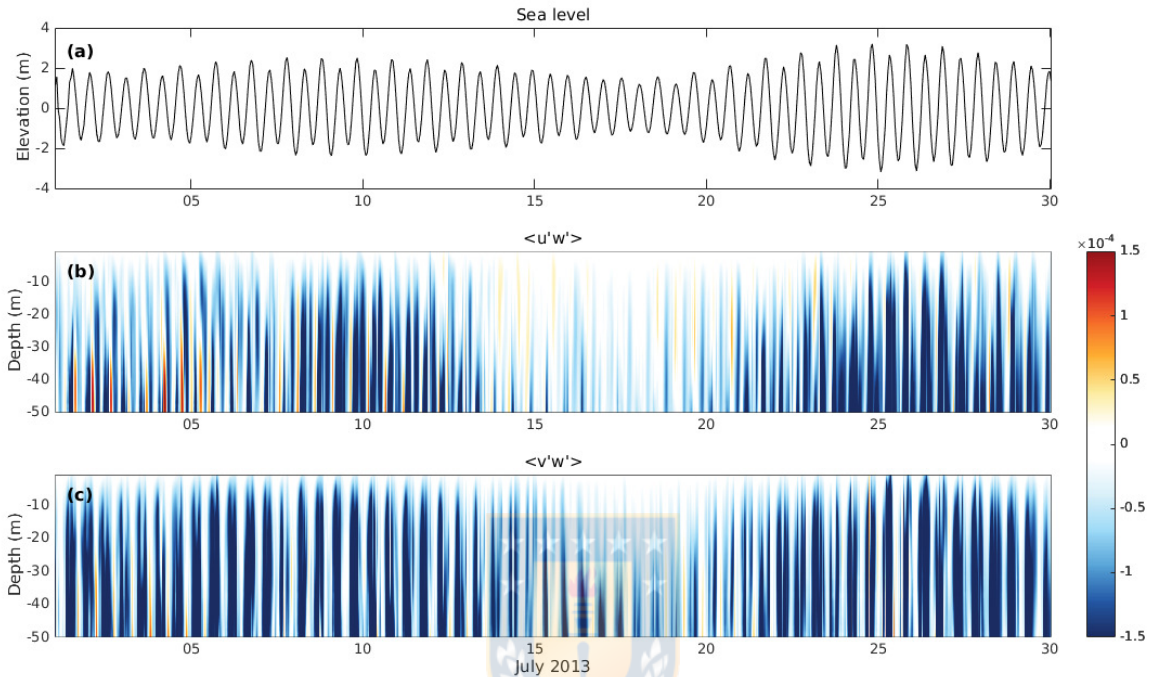 Sea level
(a)
Elevation (m)
4
2
0
-2
-4
05 10 15 20 25 30
<u'w'>
(b)
Depth (m)
-10
-20
-30
-40
-50
05 10 15 20 25 30
×10⁻⁴
1.5
1
0.5
0
-0.5
-1
-1.5
<v'w'>
(c)
Depth (m)
-10
-20
-30
-40
-50
05 10 15 20 25 30
July 2013